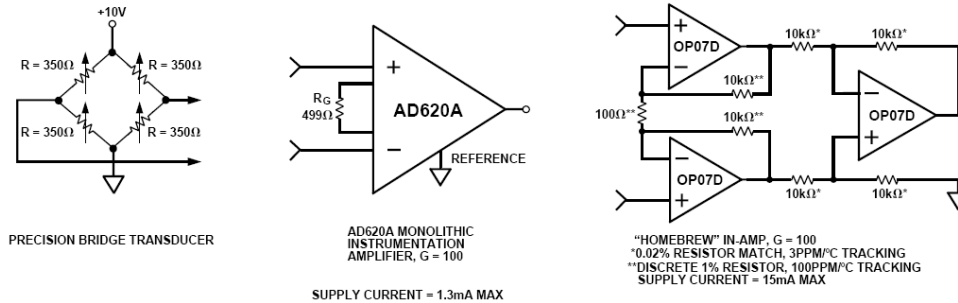 +10V
R = 350Ω
R = 350Ω
R = 350Ω
R = 350Ω
PRECISION BRIDGE TRANSDUCER
+
RG
499Ω
AD620A
−
REFERENCE
AD620A MONOLITHIC
INSTRUMENTATION
AMPLIFIER, G = 100
SUPPLY CURRENT = 1.3mA MAX
+
OP07D
−
10kΩ*
10kΩ*
10kΩ**
100Ω**
10kΩ**
−
OP07D
+
−
OP07D
+
10kΩ*
10kΩ*
"HOMEBREW" IN-AMP, G = 100
*0.02% RESISTOR MATCH, 3PPM/°C TRACKING
**DISCRETE 1% RESISTOR, 100PPM/°C TRACKING
SUPPLY CURRENT = 15mA MAX